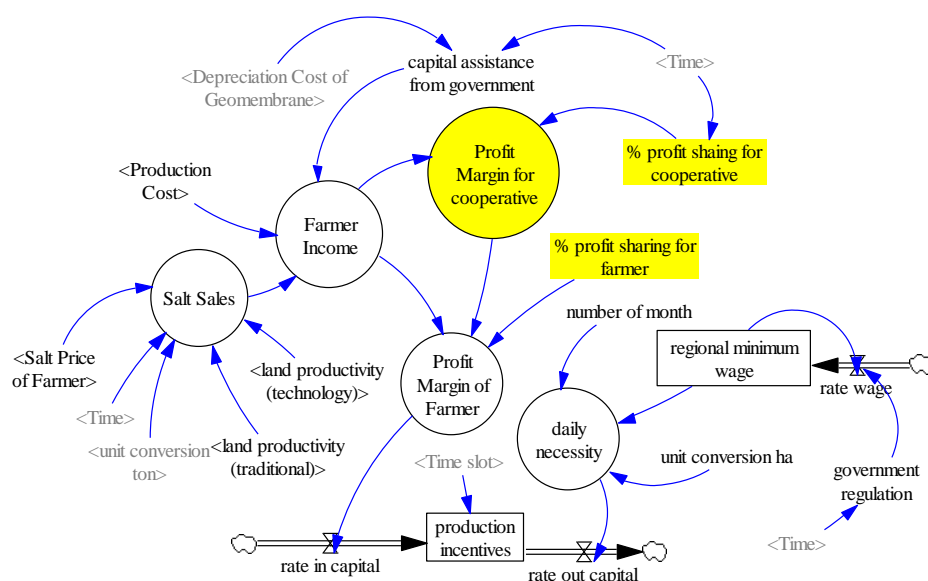 <Depreciation Cost of
Geomembrane>
capital assistance
from government
<Time>
Profit
Margin for
cooperative
% profit shaing for
cooperative
<Production
Cost>
Farmer
Income
% profit sharing for
farmer
Salt Sales
number of month
<Salt Price
of Farmer>
<land productivity
(technology)>
Profit
Margin of
Farmer
regional minimum
wage
rate wage
<Time>
<unit conversion
ton>
<land productivity
(traditional)>
daily
necessity
<Time slot>
unit conversion ha
government
regulation
production
incentives
<Time>
rate in capital
rate out capital